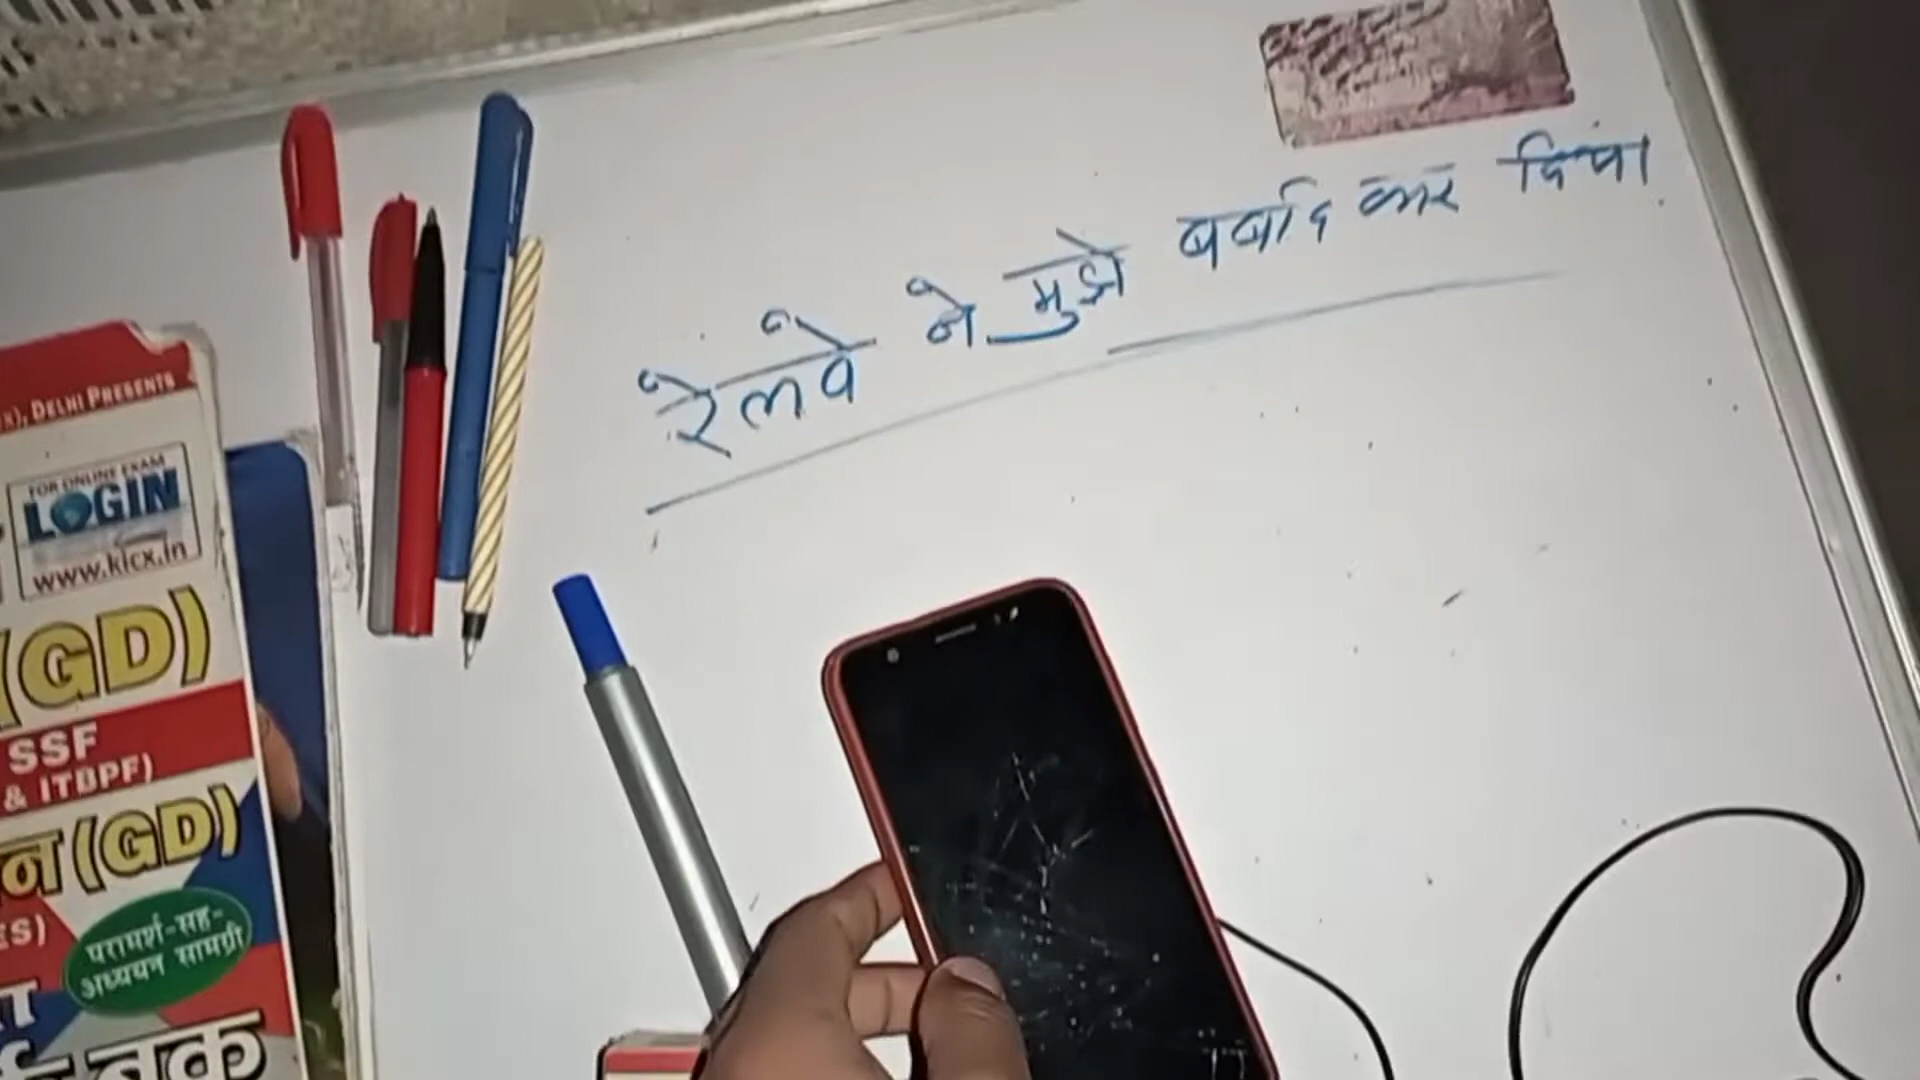 रेलवे ने मुझे बर्बाद कर दिया
DELHI PRESENTS
FOR ONLINE EXAM
LOGIN
www.kicx.in
(GD)
SSF
& ITBPF)
(GD)
परामर्श-सह-
अध्ययन सामग्री
बुक